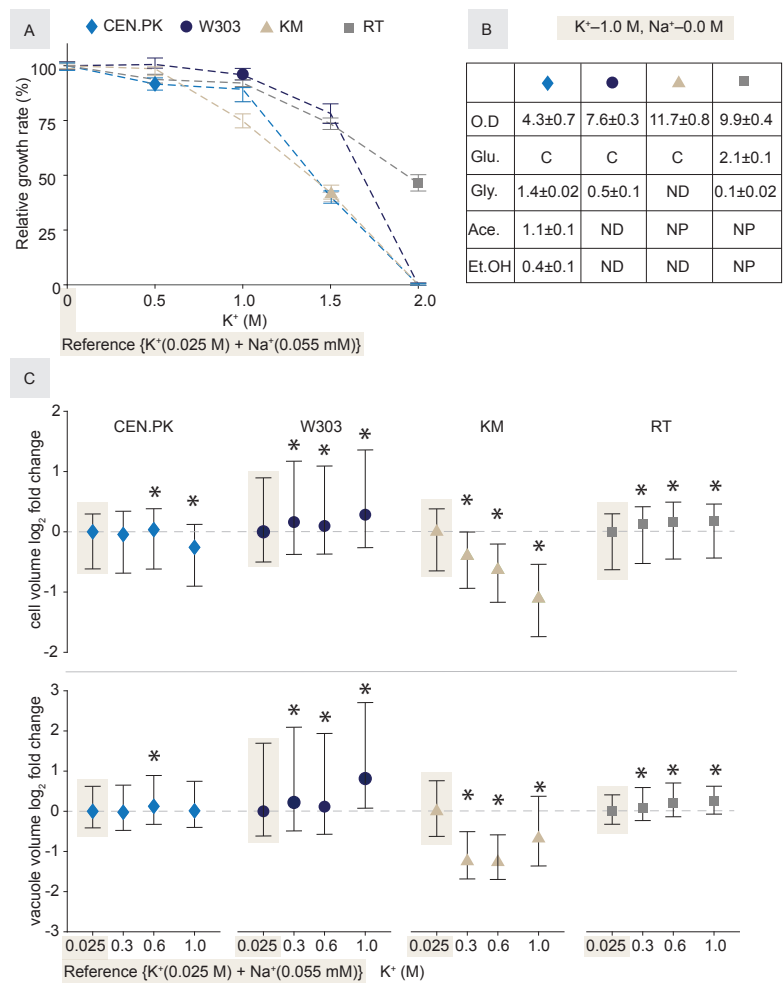 A
CEN.PK W303 KM RT
Relative growth rate (%)
100
75
50
25
0
0 0.5 1.0 1.5 2.0
K⁺ (M)
Reference {K⁺(0.025 M) + Na⁺(0.055 mM)}
B
K⁺–1.0 M, Na⁺–0.0 M
O.D 4.3±0.7 7.6±0.3 11.7±0.8 9.9±0.4
Glu. C C C 2.1±0.1
Gly. 1.4±0.02 0.5±0.1 ND 0.1±0.02
Ace. 1.1±0.1 ND NP NP
Et.OH 0.4±0.1 ND ND NP
C
CEN.PK W303 KM RT
cell volume log₂ fold change
2
1
0
-1
-2
* * * * * * * * * * *
vacuole volume log₂ fold change
3
2
1
0
-1
-2
-3
* * * * * * * * * *
0.025 0.3 0.6 1.0 0.025 0.3 0.6 1.0 0.025 0.3 0.6 1.0 0.025 0.3 0.6 1.0
Reference {K⁺(0.025 M) + Na⁺(0.055 mM)} K⁺ (M)